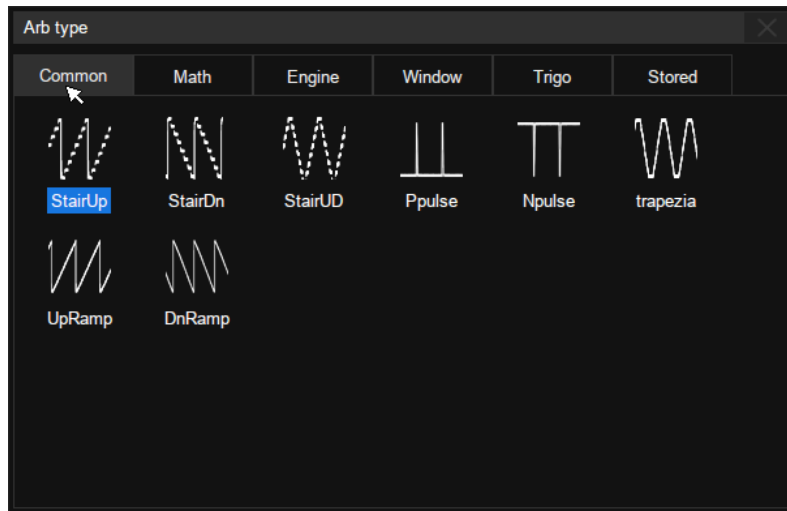 Arb type
Common Math Engine Window Trigo Stored
StairUp StairDn StairUD Ppulse Npulse trapezia
UpRamp DnRamp